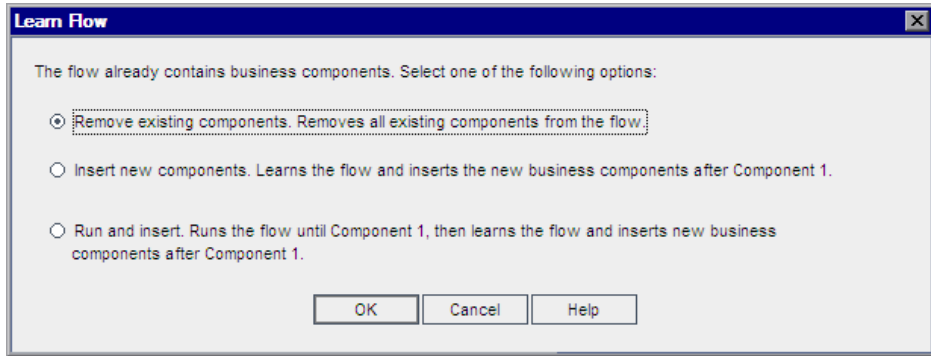 Learn Flow
The flow already contains business components. Select one of the following options:
Remove existing components. Removes all existing components from the flow.
Insert new components. Learns the flow and inserts the new business components after Component 1.
Run and insert. Runs the flow until Component 1, then learns the flow and inserts new business
components after Component 1.
OK Cancel Help